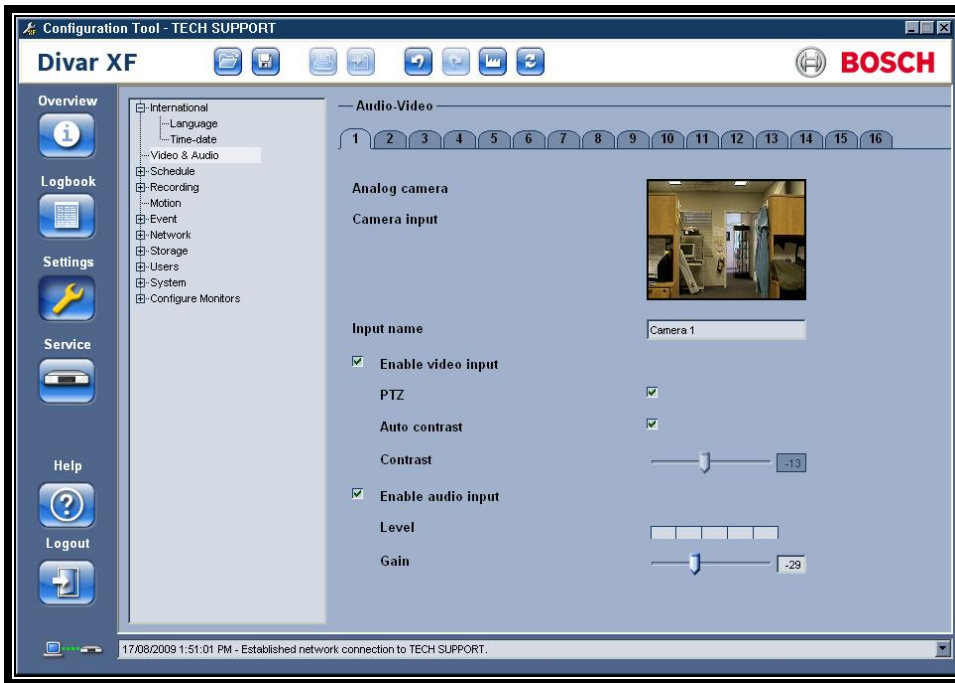 Configuration Tool - TECH SUPPORT
Divar XF
BOSCH
Overview
Logbook
Settings
Service
Help
Logout
International
Language
Time-date
Video & Audio
Schedule
Recording
Motion
Event
Network
Storage
Users
System
Configure Monitors
Audio-Video
1 2 3 4 5 6 7 8 9 10 11 12 13 14 15 16
Analog camera
Camera input
Input name Camera 1
Enable video input
PTZ
Auto contrast
Contrast -13
Enable audio input
Level
Gain -29
17/08/2009 1:51:01 PM - Established network connection to TECH SUPPORT.